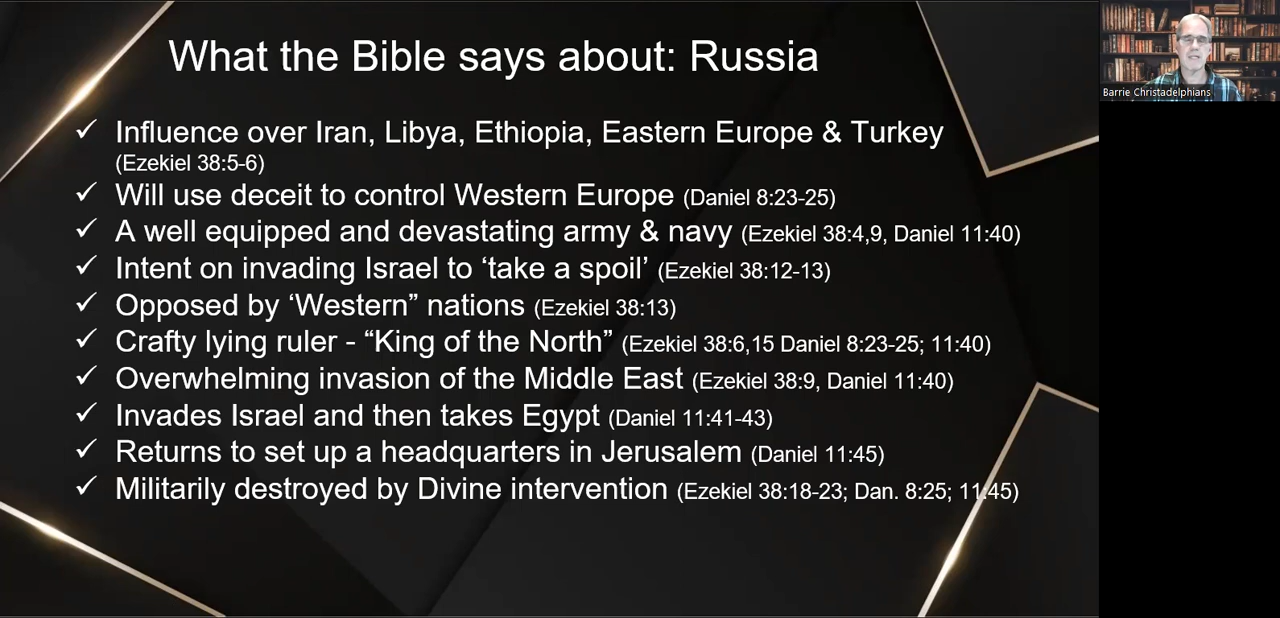 What the Bible says about: Russia
✓ Influence over Iran, Libya, Ethiopia, Eastern Europe & Turkey
(Ezekiel 38:5-6)
✓ Will use deceit to control Western Europe (Daniel 8:23-25)
✓ A well equipped and devastating army & navy (Ezekiel 38:4,9, Daniel 11:40)
✓ Intent on invading Israel to ‘take a spoil’ (Ezekiel 38:12-13)
✓ Opposed by ‘Western” nations (Ezekiel 38:13)
✓ Crafty lying ruler - “King of the North” (Ezekiel 38:6,15 Daniel 8:23-25; 11:40)
✓ Overwhelming invasion of the Middle East (Ezekiel 38:9, Daniel 11:40)
✓ Invades Israel and then takes Egypt (Daniel 11:41-43)
✓ Returns to set up a headquarters in Jerusalem (Daniel 11:45)
✓ Militarily destroyed by Divine intervention (Ezekiel 38:18-23; Dan. 8:25; 11:45)
Barrie Christadelphians